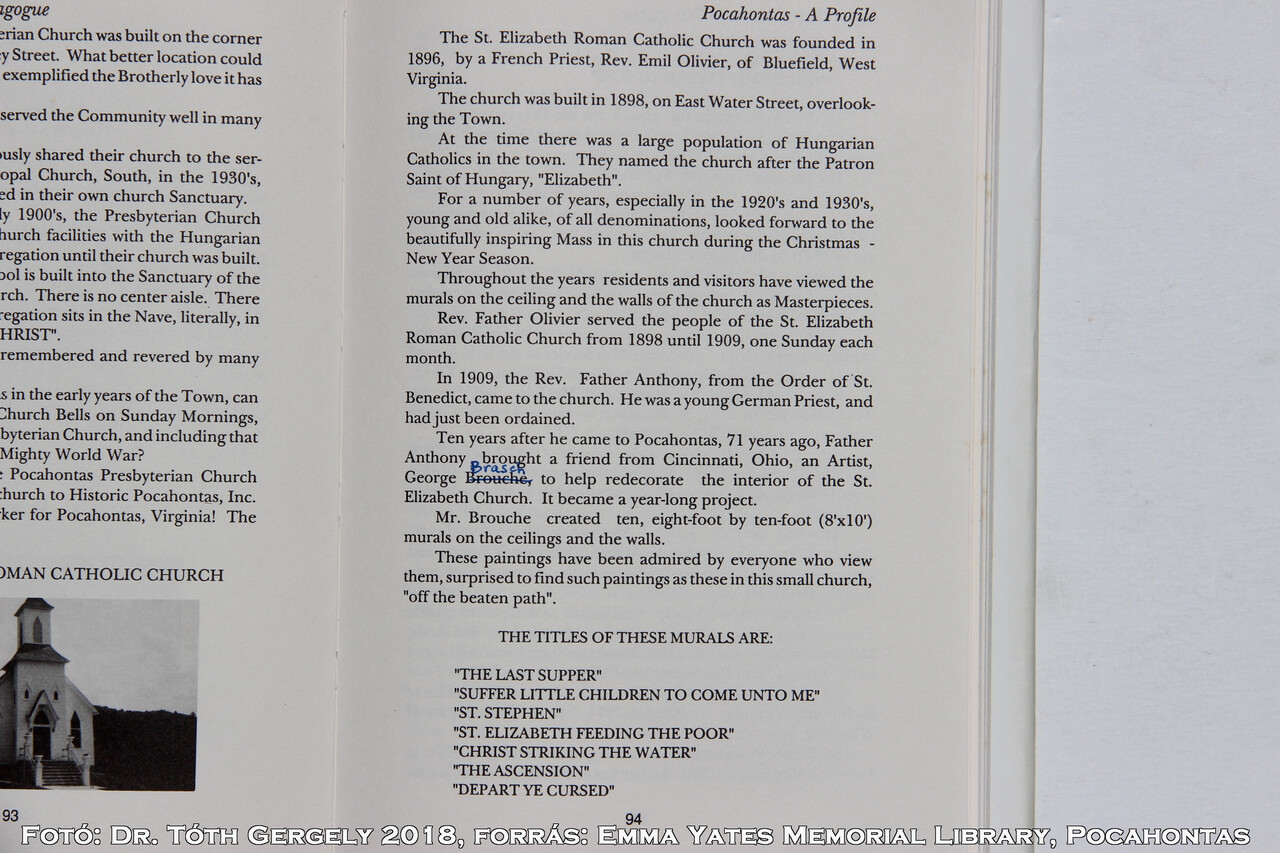 agogue
erian Church was built on the corner
y Street. What better location could
exemplified the Brotherly love it has
served the Community well in many
ously shared their church to the ser-
opal Church, South, in the 1930's,
ed in their own church Sanctuary.
ly 1900's, the Presbyterian Church
hurch facilities with the Hungarian
regation until their church was built.
ool is built into the Sanctuary of the
rch. There is no center aisle. There
regation sits in the Nave, literally, in
HRIST".
remembered and revered by many
s in the early years of the Town, can
Church Bells on Sunday Mornings,
byterian Church, and including that
Mighty World War?
e Pocahontas Presbyterian Church
church to Historic Pocahontas, Inc.
ker for Pocahontas, Virginia! The
OMAN CATHOLIC CHURCH
93
Pocahontas - A Profile
The St. Elizabeth Roman Catholic Church was founded in
1896, by a French Priest, Rev. Emil Olivier, of Bluefield, West
Virginia.
The church was built in 1898, on East Water Street, overlook-
ing the Town.
At the time there was a large population of Hungarian
Catholics in the town. They named the church after the Patron
Saint of Hungary, "Elizabeth".
For a number of years, especially in the 1920's and 1930's,
young and old alike, of all denominations, looked forward to the
beautifully inspiring Mass in this church during the Christmas -
New Year Season.
Throughout the years residents and visitors have viewed the
murals on the ceiling and the walls of the church as Masterpieces.
Rev. Father Olivier served the people of the St. Elizabeth
Roman Catholic Church from 1898 until 1909, one Sunday each
month.
In 1909, the Rev. Father Anthony, from the Order of St.
Benedict, came to the church. He was a young German Priest, and
had just been ordained.
Ten years after he came to Pocahontas, 71 years ago, Father
Anthony brought a friend from Cincinnati, Ohio, an Artist,
Brasch
George Brouche, to help redecorate the interior of the St.
Elizabeth Church. It became a year-long project.
Mr. Brouche created ten, eight-foot by ten-foot (8'x10')
murals on the ceilings and the walls.
These paintings have been admired by everyone who view
them, surprised to find such paintings as these in this small church,
"off the beaten path".
THE TITLES OF THESE MURALS ARE:
"THE LAST SUPPER"
"SUFFER LITTLE CHILDREN TO COME UNTO ME"
"ST. STEPHEN"
"ST. ELIZABETH FEEDING THE POOR"
"CHRIST STRIKING THE WATER"
"THE ASCENSION"
"DEPART YE CURSED"
94
Fotó: Dr. Tóth Gergely 2018, forrás: Emma Yates Memorial Library, Pocahontas